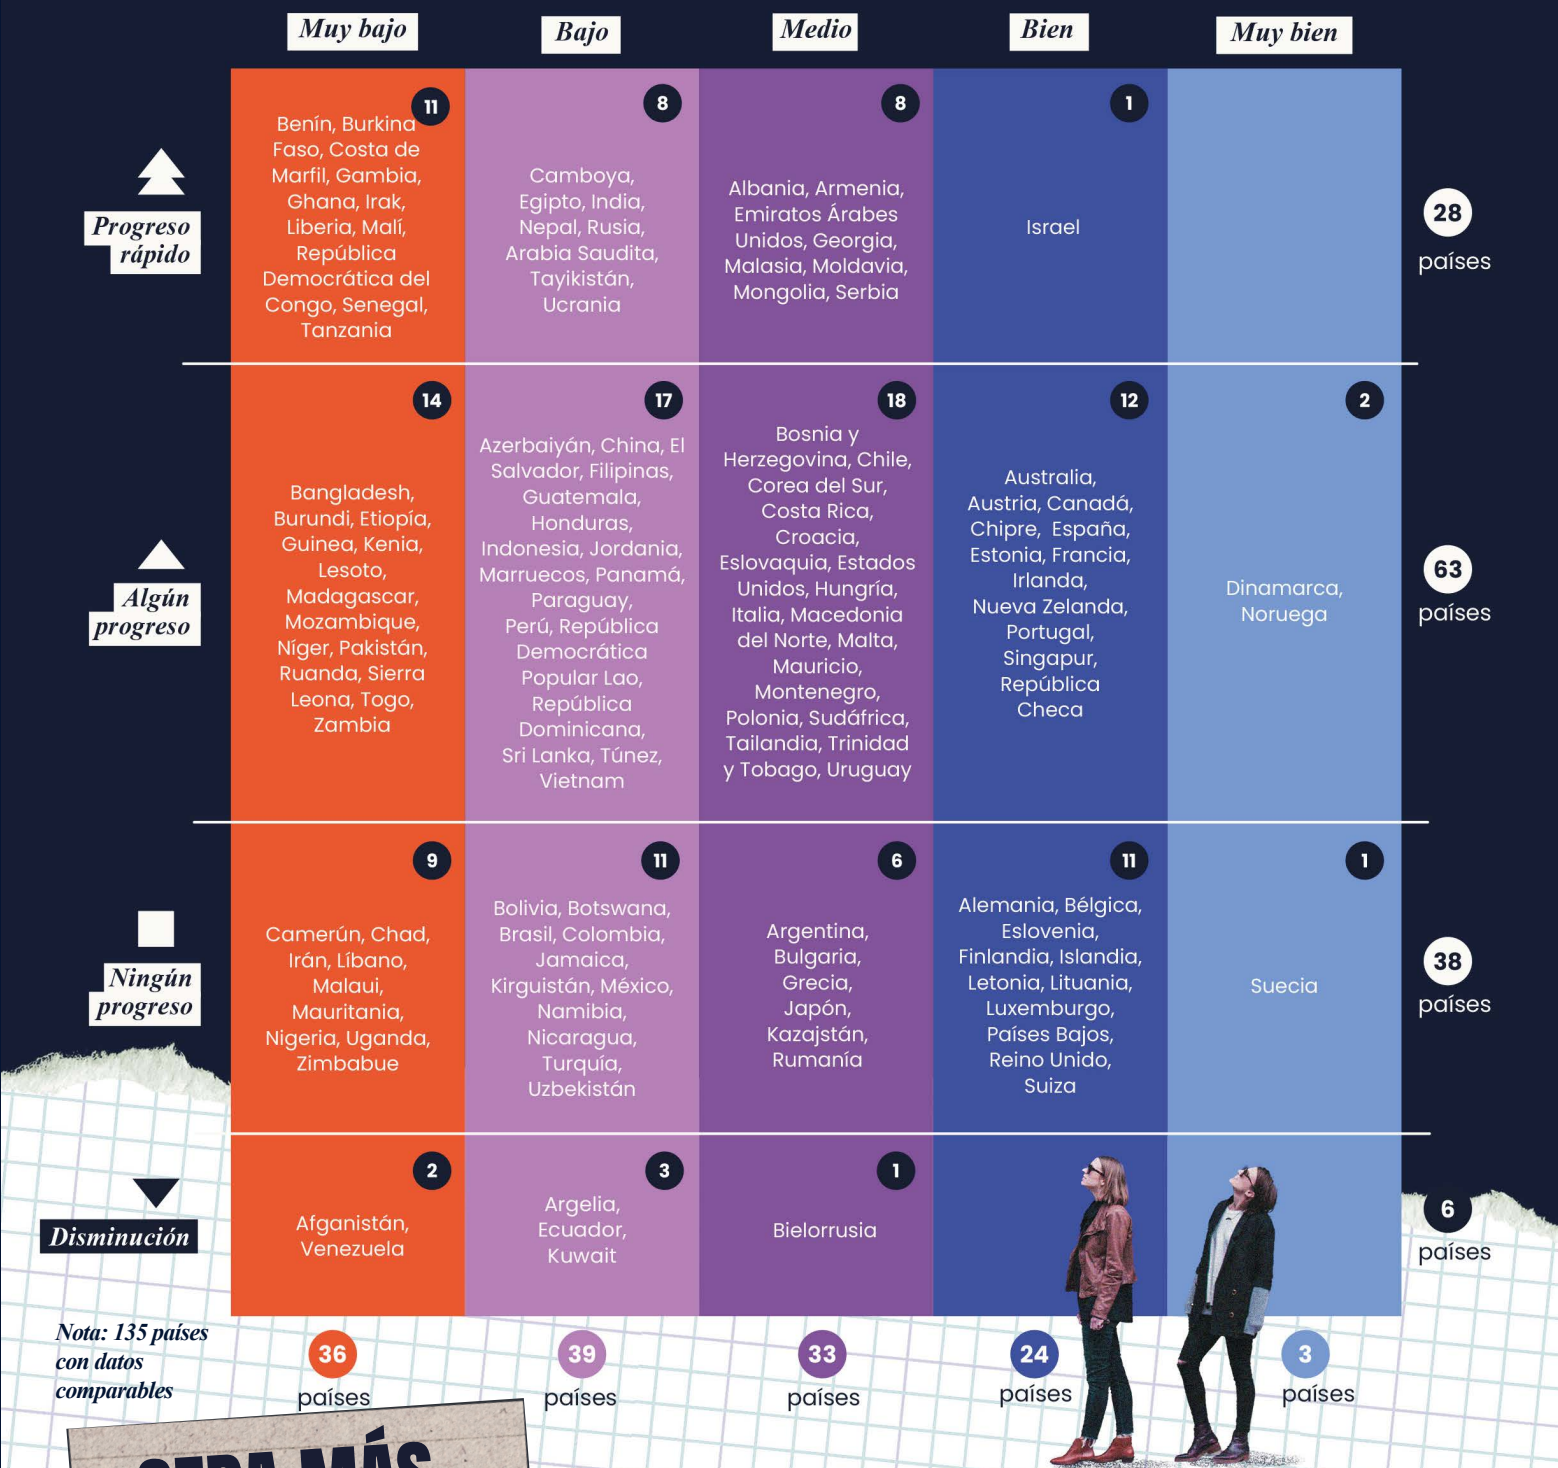 Muy bajo
Bajo
Medio
Bien
Muy bien
Progreso
rápido
11
Benín, Burkina
Faso, Costa de
Marfil, Gambia,
Ghana, Irak,
Liberia, Malí,
República
Democrática del
Congo, Senegal,
Tanzania
8
Camboya,
Egipto, India,
Nepal, Rusia,
Arabia Saudita,
Tayikistán,
Ucrania
8
Albania, Armenia,
Emiratos Árabes
Unidos, Georgia,
Malasia, Moldavia,
Mongolia, Serbia
1
Israel
28
países
Algún
progreso
14
Bangladesh,
Burundi, Etiopía,
Guinea, Kenia,
Lesoto,
Madagascar,
Mozambique,
Níger, Pakistán,
Ruanda, Sierra
Leona, Togo,
Zambia
17
Azerbaiyán, China, El
Salvador, Filipinas,
Guatemala,
Honduras,
Indonesia, Jordania,
Marruecos, Panamá,
Paraguay,
Perú, República
Democrática
Popular Lao,
República
Dominicana,
Sri Lanka, Túnez,
Vietnam
18
Bosnia y
Herzegovina, Chile,
Corea del Sur,
Costa Rica,
Croacia,
Eslovaquia, Estados
Unidos, Hungría,
Italia, Macedonia
del Norte, Malta,
Mauricio,
Montenegro,
Polonia, Sudáfrica,
Tailandia, Trinidad
y Tobago, Uruguay
12
Australia,
Austria, Canadá,
Chipre, España,
Estonia, Francia,
Irlanda,
Nueva Zelanda,
Portugal,
Singapur,
República
Checa
2
Dinamarca,
Noruega
63
países
Ningún
progreso
9
Camerún, Chad,
Irán, Líbano,
Malaui,
Mauritania,
Nigeria, Uganda,
Zimbabue
11
Bolivia, Botswana,
Brasil, Colombia,
Jamaica,
Kirguistán, México,
Namibia,
Nicaragua,
Turquía,
Uzbekistán
6
Argentina,
Bulgaria,
Grecia,
Japón,
Kazajstán,
Rumanía
11
Alemania, Bélgica,
Eslovenia,
Finlandia, Islandia,
Letonia, Lituania,
Luxemburgo,
Países Bajos,
Reino Unido,
Suiza
1
Suecia
38
países
Disminución
2
Afganistán,
Venezuela
3
Argelia,
Ecuador,
Kuwait
1
Bielorrusia
6
países
Nota: 135 países
con datos
comparables
36
países
39
países
33
países
24
países
3
países
MÁS